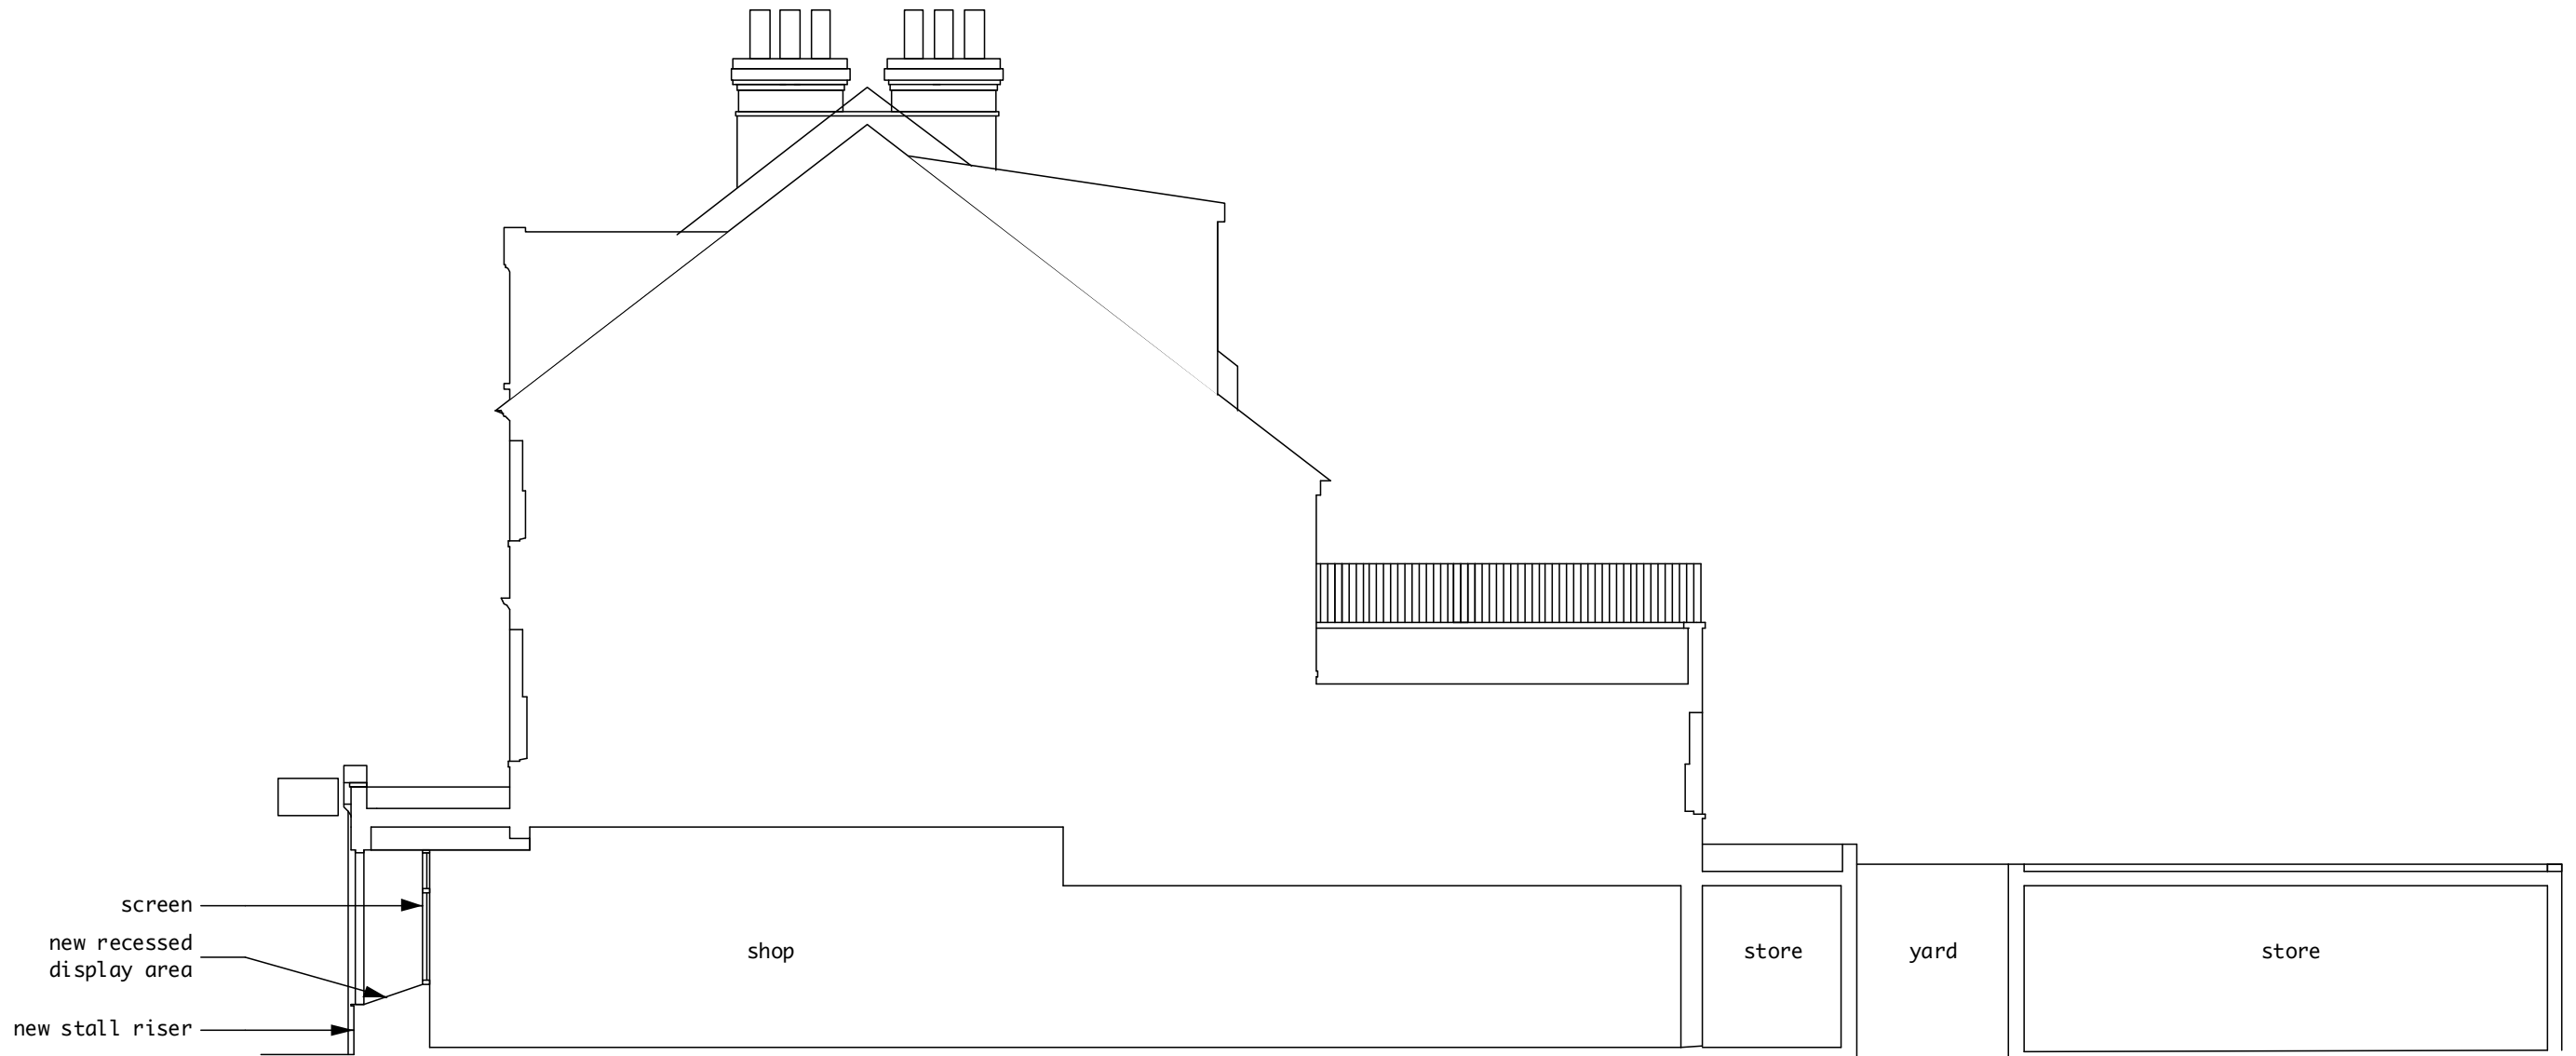 screen
new recessed
display area
new stall riser
shop
store
yard
store